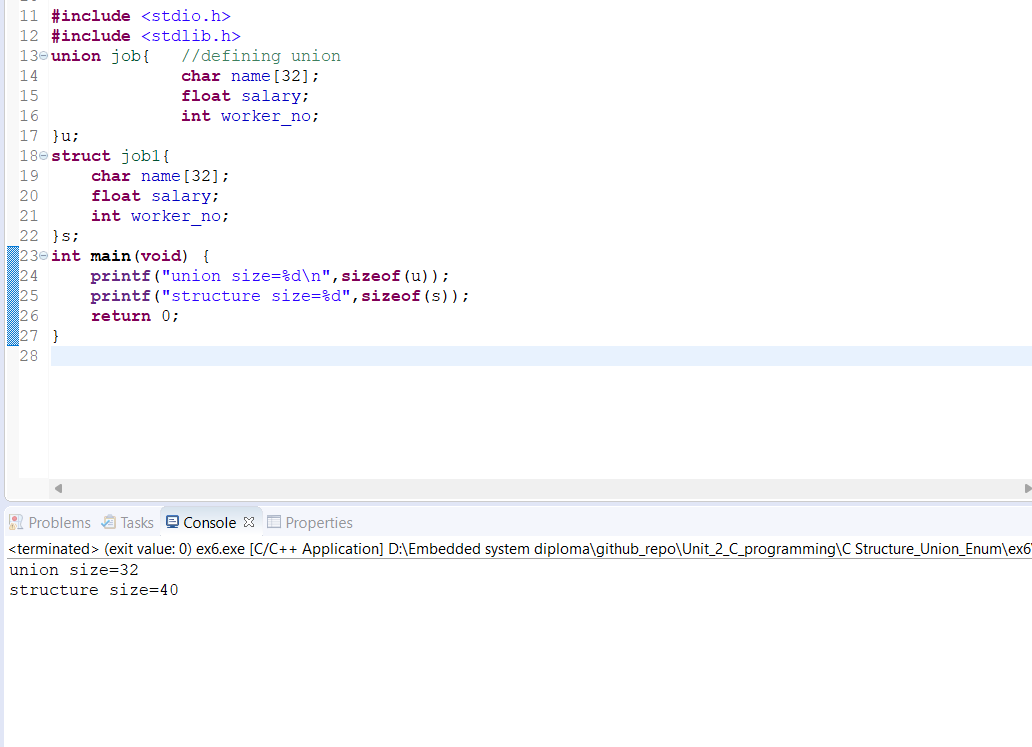 11 #include <stdio.h>
12 #include <stdlib.h>
13 union job{ //defining union
14 char name[32];
15 float salary;
16 int worker_no;
17 }u;
18 struct job1{
19 char name[32];
20 float salary;
21 int worker_no;
22 }s;
23 int main(void) {
24 printf("union size=%d\n",sizeof(u));
25 printf("structure size=%d",sizeof(s));
26 return 0;
27 }
28
Problems Tasks Console Properties
<terminated> (exit value: 0) ex6.exe [C/C++ Application] D:\Embedded system diploma\github_repo\Unit_2_C_programming\C Structure_Union_Enum\ex6
union size=32
structure size=40